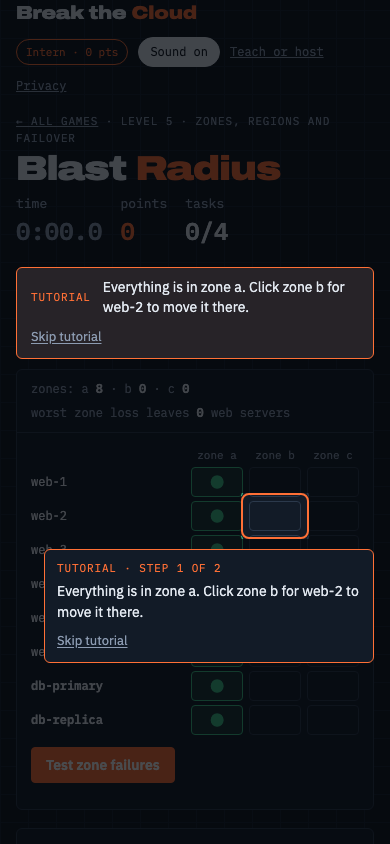 Break the Cloud
Intern · 0 pts
Sound on
Teach or host
Privacy
← ALL GAMES · LEVEL 5 · ZONES, REGIONS AND
FAILOVER
Blast Radius
time points tasks
0:00.0 0 0/4
TUTORIAL
Everything is in zone a. Click zone b for
web-2 to move it there.
Skip tutorial
zones: a 8 · b 0 · c 0
worst zone loss leaves 0 web servers
zone a zone b zone c
web-1
web-2
TUTORIAL · STEP 1 OF 2
Everything is in zone a. Click zone b for web-2 to
move it there.
Skip tutorial
db-primary
db-replica
Test zone failures